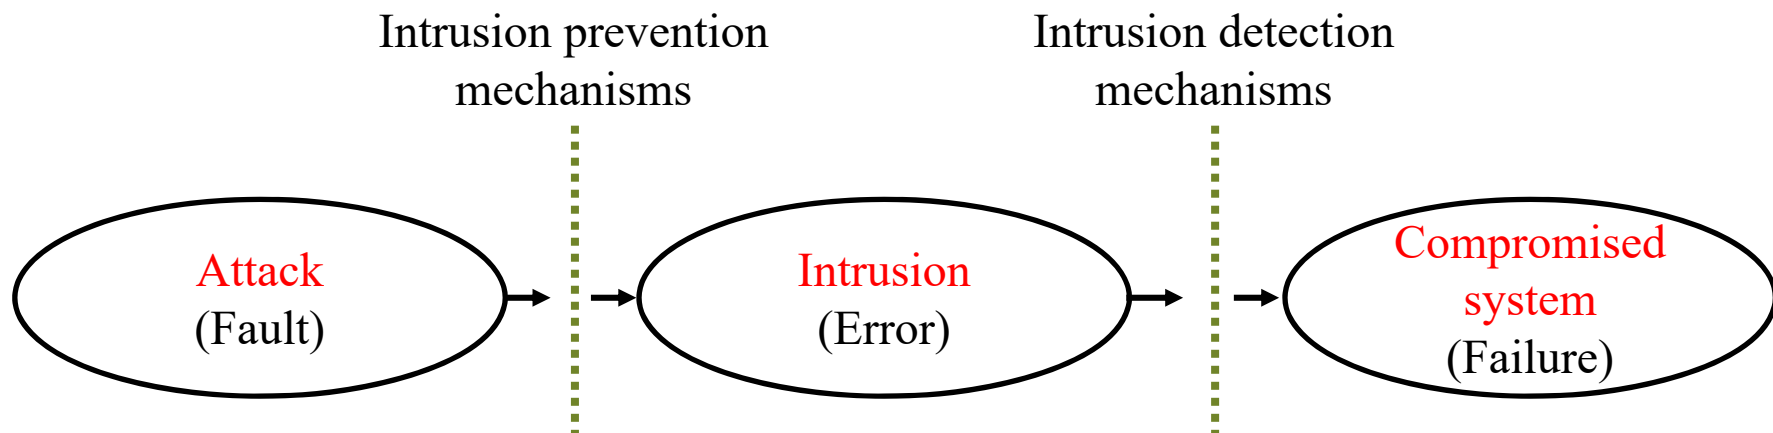 Intrusion prevention
mechanisms
Intrusion detection
mechanisms
Attack
(Fault)
Intrusion
(Error)
Compromised
system
(Failure)